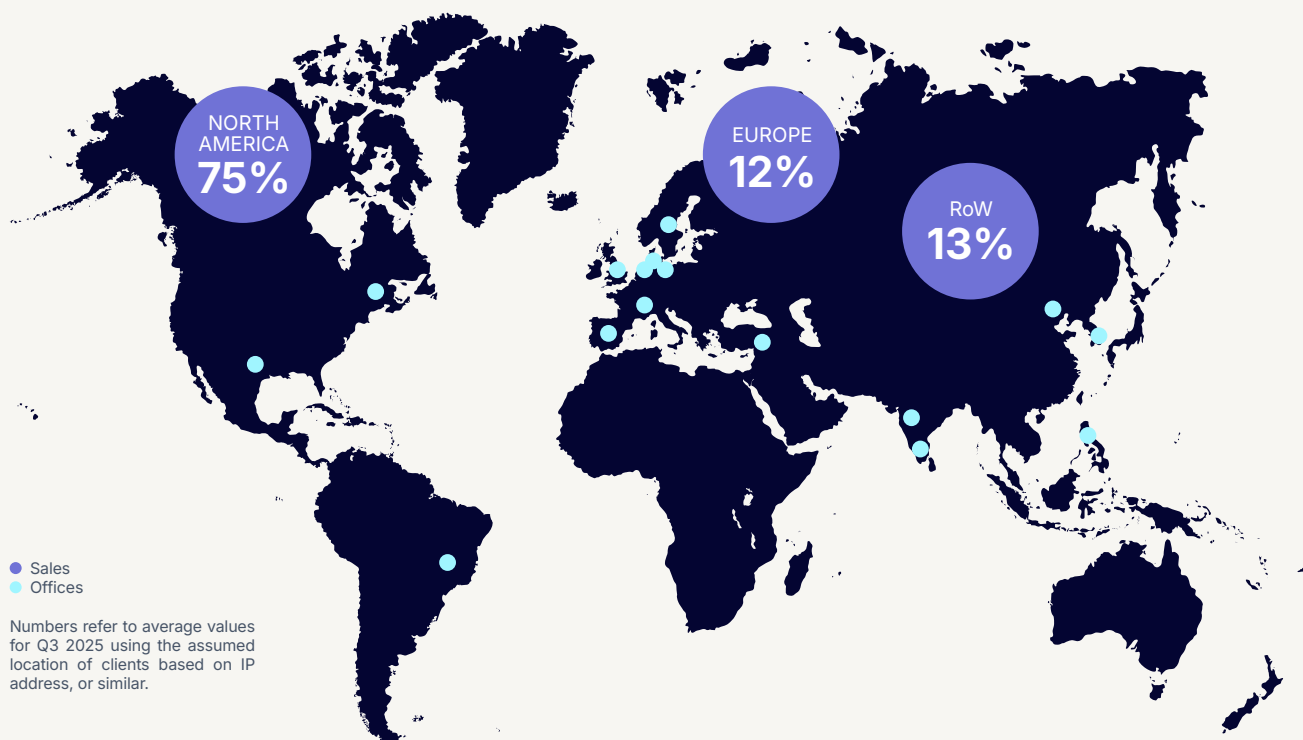 NORTH
AMERICA
75%
EUROPE
12%
RoW
13%
Sales
Offices
Numbers refer to average values
for Q3 2025 using the assumed
location of clients based on IP
address, or similar.